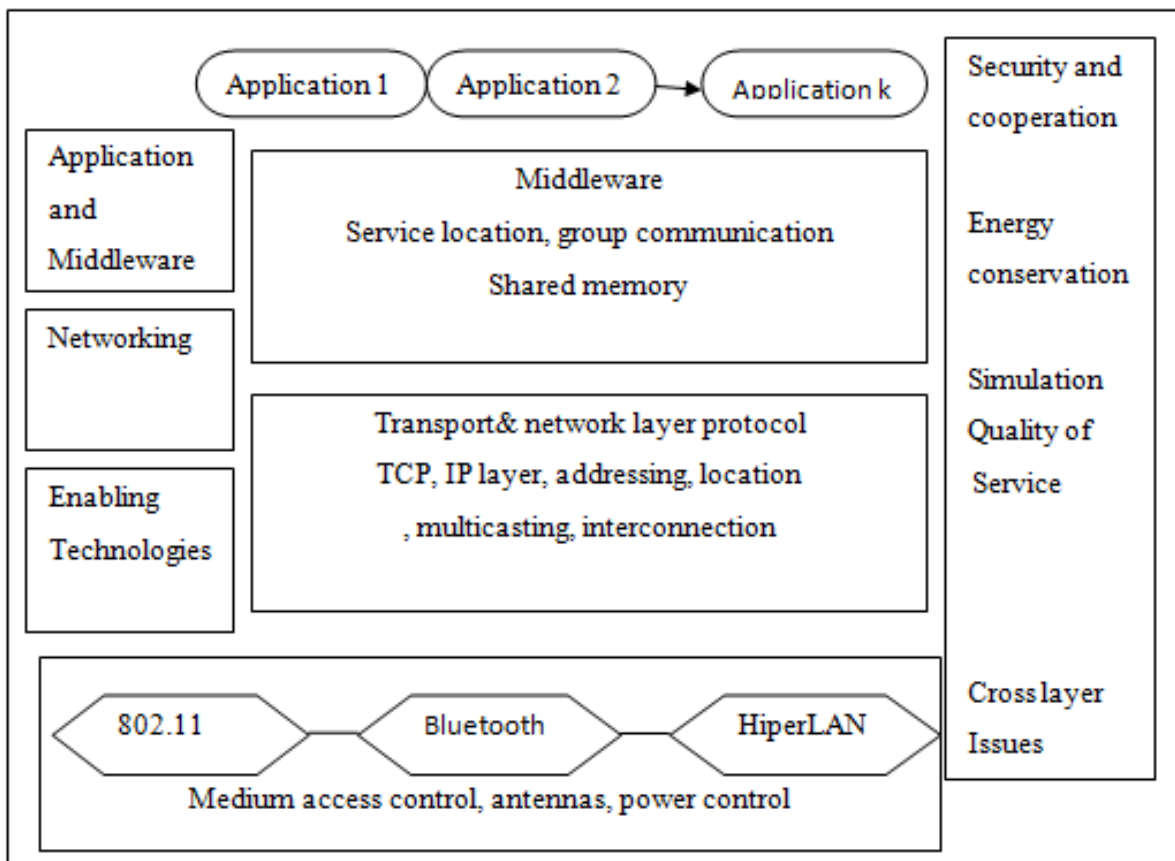 Application 1
Application 2
Application k
Application
and
Middleware
Middleware
Service location, group communication
Shared memory
Networking
Transport& network layer protocol
TCP, IP layer, addressing, location
, multicasting, interconnection
Enabling
Technologies
802.11
Bluetooth
HiperLAN
Medium access control, antennas, power control
Security and
cooperation
Energy
conservation
Simulation
Quality of
Service
Cross layer
Issues